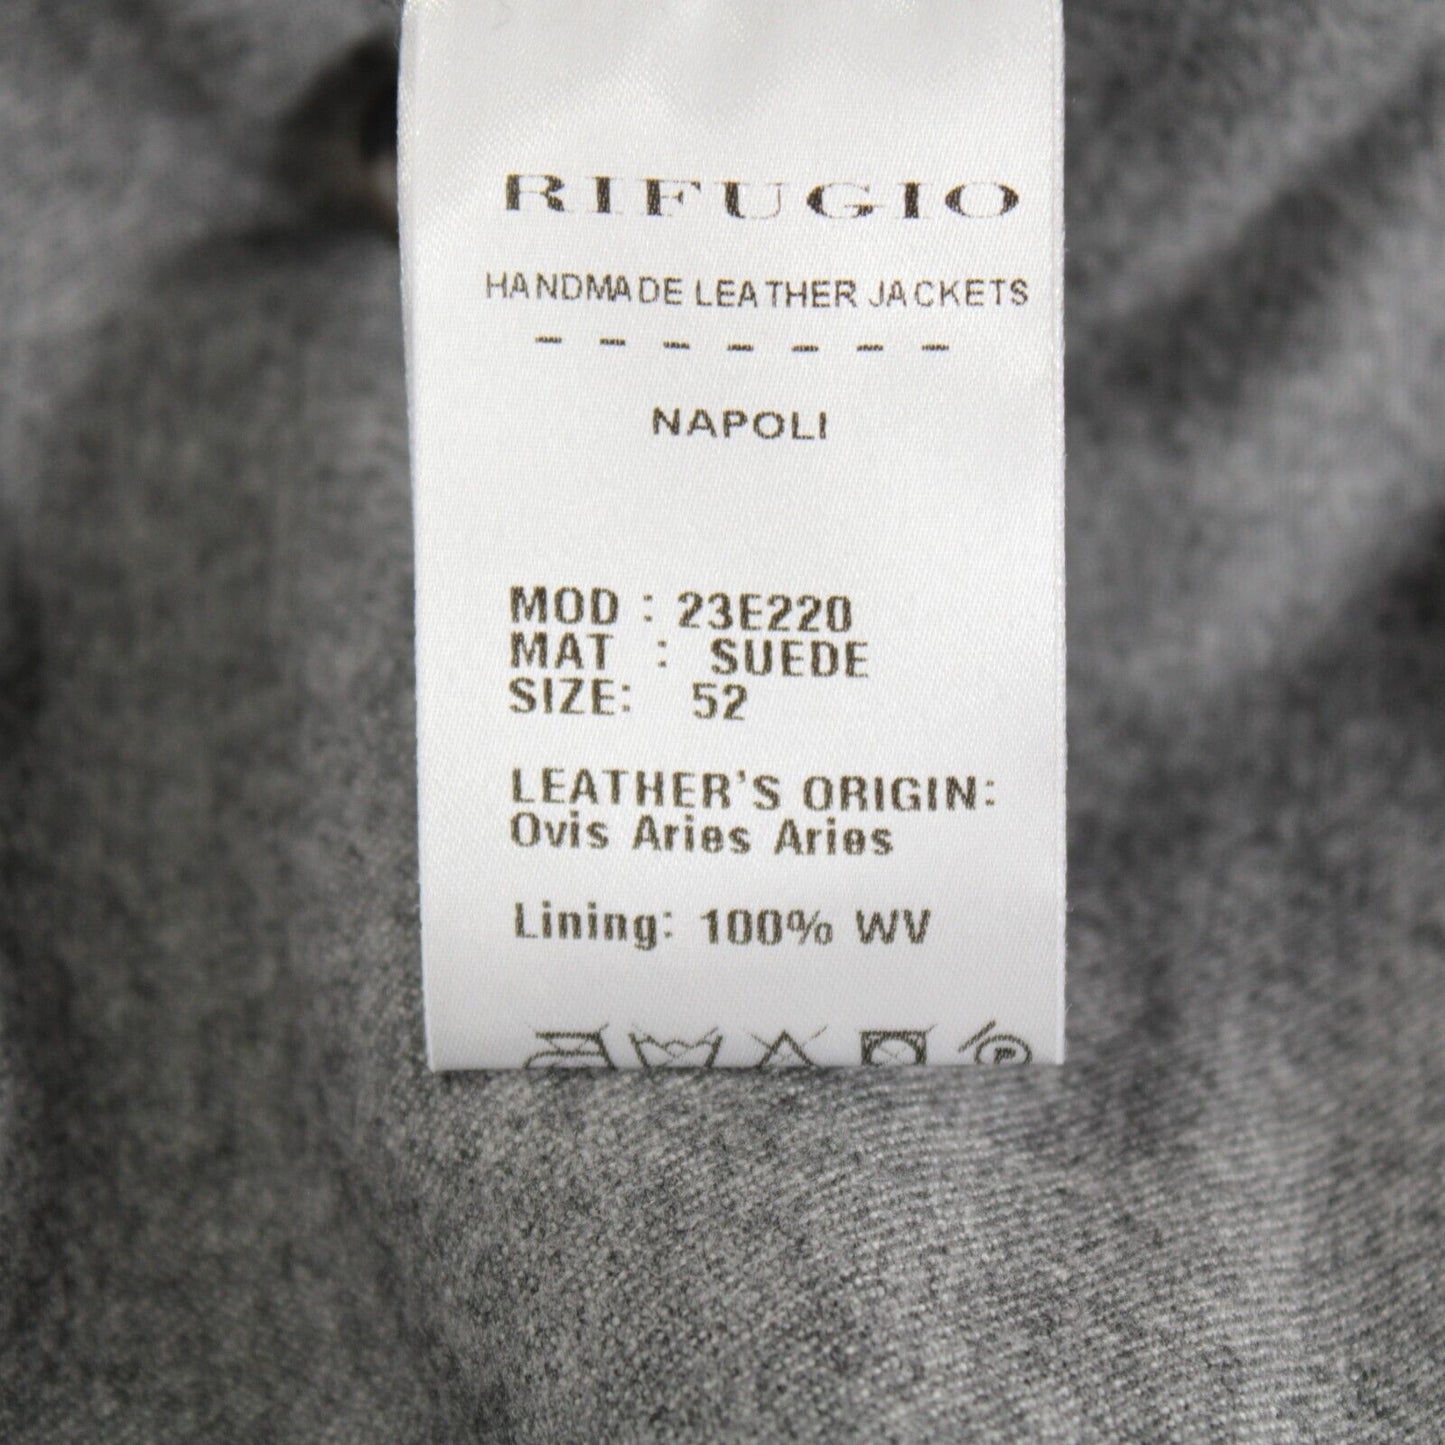 RIFUGIO
HANDMADE LEATHER JACKETS
- - - - - - -
NAPOLI
MOD : 23E220
MAT : SUEDE
SIZE: 52
LEATHER'S ORIGIN:
Ovis Aries Aries
Lining: 100% WV
P